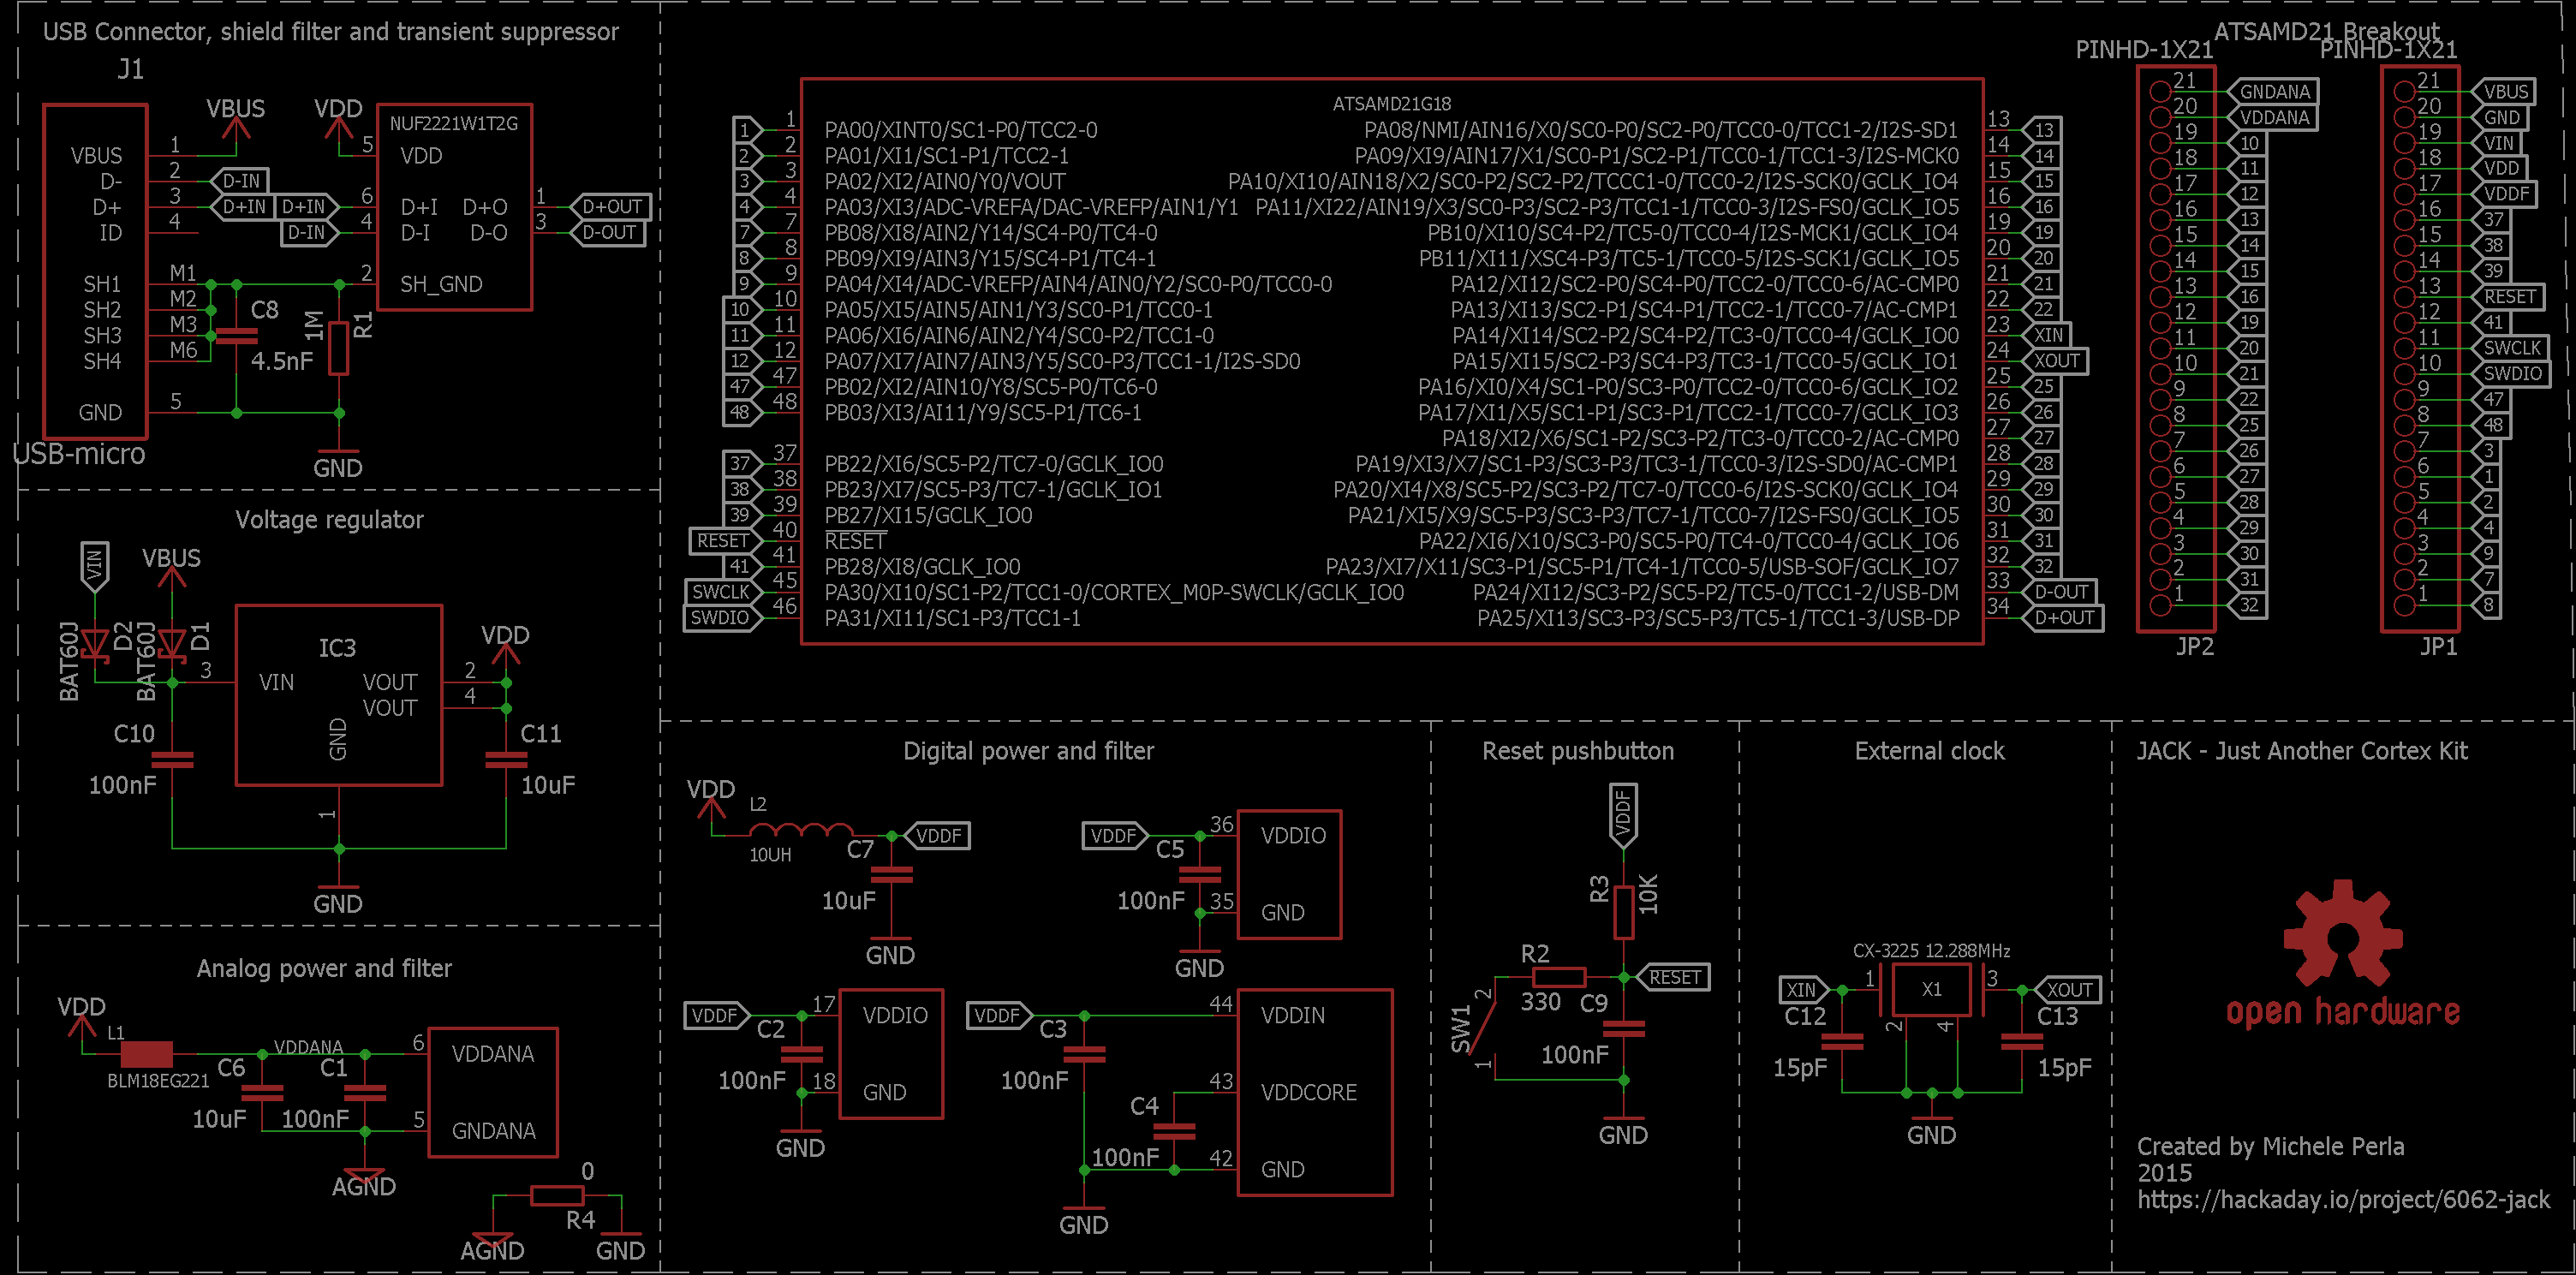 USB Connector, shield filter and transient suppressor
J1
VBUS
VDD
NUF2221W1T2G
VBUS 1
D- 2 D-IN
D+ 3 D+IN
ID 4
5 VDD
D+IN 6 D+I
D-IN 4 D-I
D+O 1 D+OUT
D-O 3 D-OUT
2 SH_GND
SH1 M1
SH2 M2
SH3 M3
SH4 M6
GND 5
C8
4.5nF
1M
R1
USB-micro
GND
Voltage regulator
VIN
VBUS
BAT60J
D2
BAT60J
D1
IC3
3 VIN
VOUT 2
VOUT 4
GND
1
VDD
C10
100nF
C11
10uF
GND
Analog power and filter
VDD
L1
BLM18EG221
VDDANA
C6
10uF
C1
100nF
6 VDDANA
5 GNDANA
AGND
0
R4
AGND
GND
ATSAMD21G18
1 1 PA00/XINT0/SC1-P0/TCC2-0
2 2 PA01/XI1/SC1-P1/TCC2-1
3 3 PA02/XI2/AIN0/Y0/VOUT
4 4 PA03/XI3/ADC-VREFA/DAC-VREFP/AIN1/Y1
7 7 PB08/XI8/AIN2/Y14/SC4-P0/TC4-0
8 8 PB09/XI9/AIN3/Y15/SC4-P1/TC4-1
9 9 PA04/XI4/ADC-VREFP/AIN4/AIN0/Y2/SC0-P0/TCC0-0
10 10 PA05/XI5/AIN5/AIN1/Y3/SC0-P1/TCC0-1
11 11 PA06/XI6/AIN6/AIN2/Y4/SC0-P2/TCC1-0
12 12 PA07/XI7/AIN7/AIN3/Y5/SC0-P3/TCC1-1/I2S-SD0
47 47 PB02/XI2/AIN10/Y8/SC5-P0/TC6-0
48 48 PB03/XI3/AI11/Y9/SC5-P1/TC6-1
37 37 PB22/XI6/SC5-P2/TC7-0/GCLK_IO0
38 38 PB23/XI7/SC5-P3/TC7-1/GCLK_IO1
39 39 PB27/XI15/GCLK_IO0
RESET 40 RESET
41 41 PB28/XI8/GCLK_IO0
SWCLK 45 PA30/XI10/SC1-P2/TCC1-0/CORTEX_M0P-SWCLK/GCLK_IO0
SWDIO 46 PA31/XI11/SC1-P3/TCC1-1
PA08/NMI/AIN16/X0/SC0-P0/SC2-P0/TCC0-0/TCC1-2/I2S-SD1 13 13
PA09/XI9/AIN17/X1/SC0-P1/SC2-P1/TCC0-1/TCC1-3/I2S-MCK0 14 14
PA10/XI10/AIN18/X2/SC0-P2/SC2-P2/TCCC1-0/TCC0-2/I2S-SCK0/GCLK_IO4 15 15
PA11/XI22/AIN19/X3/SC0-P3/SC2-P3/TCC1-1/TCC0-3/I2S-FS0/GCLK_IO5 16 16
PB10/XI10/SC4-P2/TC5-0/TCC0-4/I2S-MCK1/GCLK_IO4 19 19
PB11/XI11/XSC4-P3/TC5-1/TCC0-5/I2S-SCK1/GCLK_IO5 20 20
PA12/XI12/SC2-P0/SC4-P0/TCC2-0/TCC0-6/AC-CMP0 21 21
PA13/XI13/SC2-P1/SC4-P1/TCC2-1/TCC0-7/AC-CMP1 22 22
PA14/XI14/SC2-P2/SC4-P2/TC3-0/TCC0-4/GCLK_IO0 23 XIN
PA15/XI15/SC2-P3/SC4-P3/TC3-1/TCC0-5/GCLK_IO1 24 XOUT
PA16/XI0/X4/SC1-P0/SC3-P0/TCC2-0/TCC0-6/GCLK_IO2 25 25
PA17/XI1/X5/SC1-P1/SC3-P1/TCC2-1/TCC0-7/GCLK_IO3 26 26
PA18/XI2/X6/SC1-P2/SC3-P2/TC3-0/TCC0-2/AC-CMP0 27 27
PA19/XI3/X7/SC1-P3/SC3-P3/TC3-1/TCC0-3/I2S-SD0/AC-CMP1 28 28
PA20/XI4/X8/SC5-P2/SC3-P2/TC7-0/TCC0-6/I2S-SCK0/GCLK_IO4 29 29
PA21/XI5/X9/SC5-P3/SC3-P3/TC7-1/TCC0-7/I2S-FS0/GCLK_IO5 30 30
PA22/XI6/X10/SC3-P0/SC5-P0/TC4-0/TCC0-4/GCLK_IO6 31 31
PA23/XI7/X11/SC3-P1/SC5-P1/TC4-1/TCC0-5/USB-SOF/GCLK_IO7 32 32
PA24/XI12/SC3-P2/SC5-P2/TC5-0/TCC1-2/USB-DM 33 D-OUT
PA25/XI13/SC3-P3/SC5-P3/TC5-1/TCC1-3/USB-DP 34 D+OUT
ATSAMD21 Breakout
PINHD-1X21
21 GNDANA
20 VDDANA
19 10
18 11
17 12
16 13
15 14
14 15
13 16
12 19
11 20
10 21
9 22
8 25
7 26
6 27
5 28
4 29
3 30
2 31
1 32
JP2
PINHD-1X21
21 VBUS
20 GND
19 VIN
18 VDD
17 VDDF
16 37
15 38
14 39
13 RESET
12 41
11 SWCLK
10 SWDIO
9 47
8 48
7 3
6 1
5 2
4 4
3 9
2 7
1 8
JP1
Digital power and filter
VDD
L2
10UH
C7
10uF
VDDF
GND
VDDF
C5
100nF
36 VDDIO
35 GND
GND
VDDF
C2
100nF
17 VDDIO
18 GND
GND
VDDF
C3
100nF
44 VDDIN
43 VDDCORE
C4
100nF
42 GND
GND
Reset pushbutton
VDDF
R3
10K
R2
330
RESET
C9
100nF
SW1
2
1
GND
External clock
CX-3225 12.288MHz
XIN 1 X1 3 XOUT
2 4
C12
15pF
C13
15pF
GND
JACK - Just Another Cortex Kit
open hardware
Created by Michele Perla
2015
https://hackaday.io/project/6062-jack